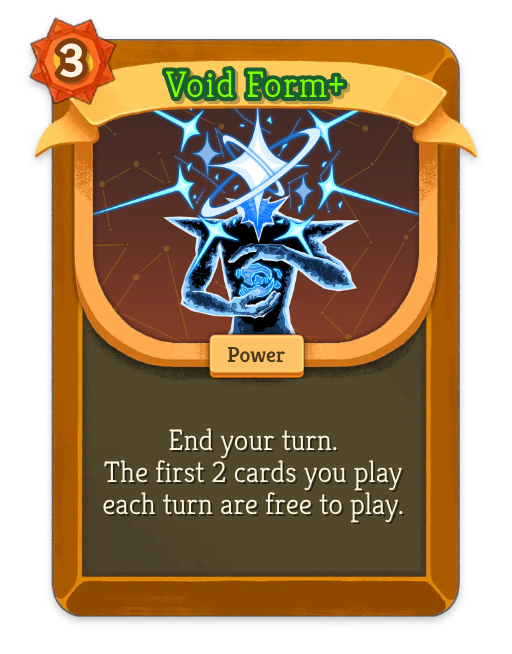 3
Void Form+
Power
End your turn.
The first 2 cards you play
each turn are free to play.